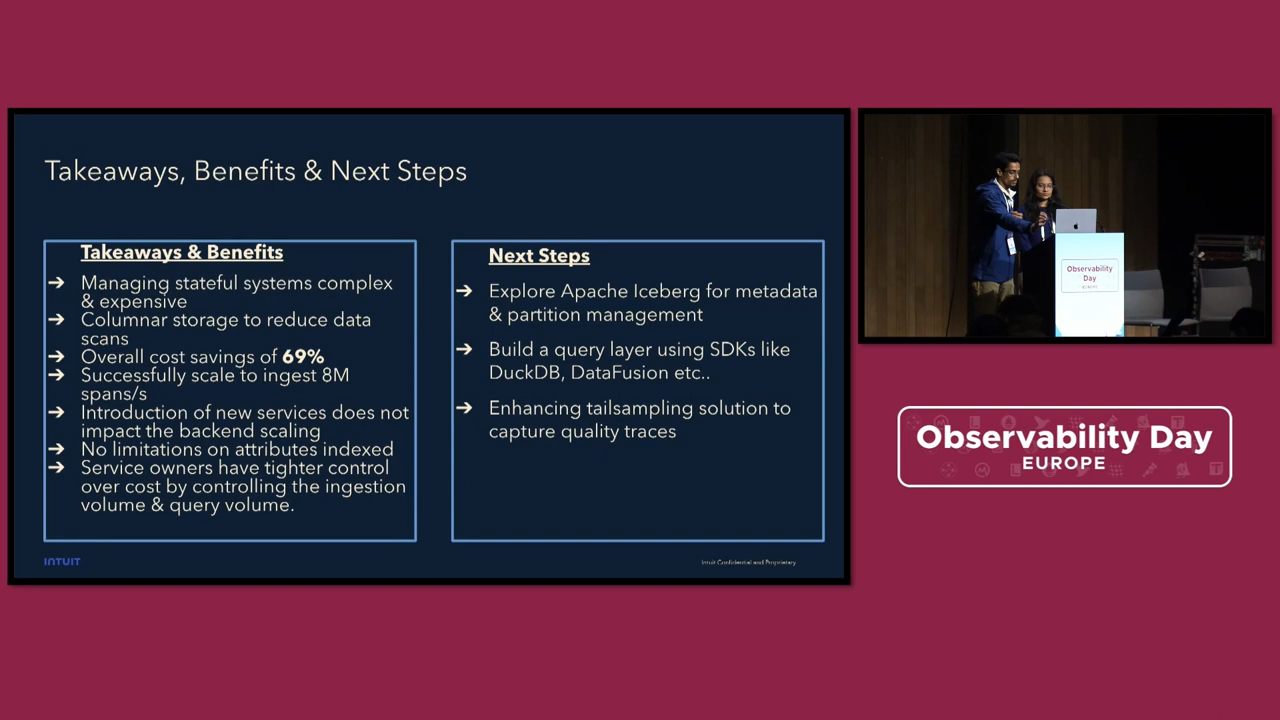 Takeaways, Benefits & Next Steps
Takeaways & Benefits
➔ Managing stateful systems complex
& expensive
➔ Columnar storage to reduce data
scans
➔ Overall cost savings of 69%
➔ Successfully scale to ingest 8M
spans/s
➔ Introduction of new services does not
impact the backend scaling
➔ No limitations on attributes indexed
➔ Service owners have tighter control
over cost by controlling the ingestion
volume & query volume.
Next Steps
➔ Explore Apache Iceberg for metadata
& partition management
➔ Build a query layer using SDKs like
DuckDB, DataFusion etc..
➔ Enhancing tailsampling solution to
capture quality traces
INTUIT
Intuit Confidential and Proprietary
Observability
Day
EUROPE
Observability Day
EUROPE